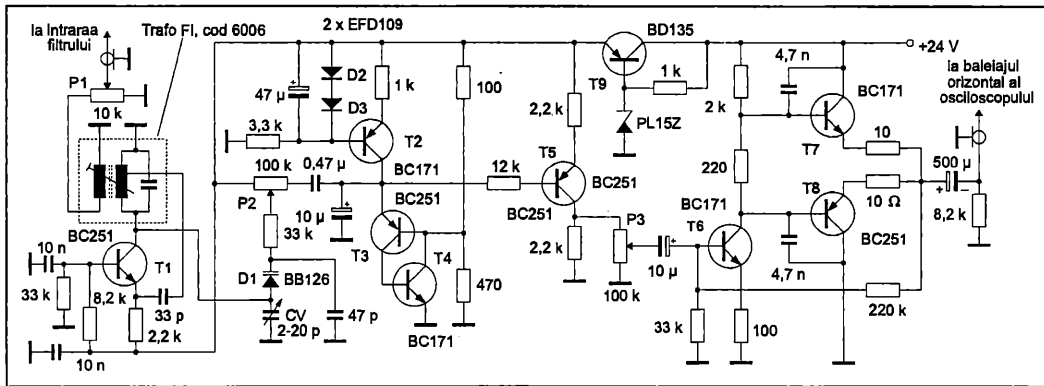 la Intraraa
filtrului
Trafo FI, cod 6006
P1
10 k
2 x EFD109
47 µ
D2
D3
1 k
3,3 k
T2
BC171
100 k
0,47 µ
P2
10 µ
BC251
33 k
T3
T4
D1
BB126
CV
2-20 p
47 p
BC171
100
470
BC251
10 n
T1
33 k
8,2 k
33 p
2,2 k
10 n
BD135
T9
1 k
PL15Z
2,2 k
12 k
T5
BC251
2,2 k
P3
100 k
10 µ
+24 V
la baleiajul
orizontal al
osciloscopului
4,7 n
2 k
BC171
T7
10
220
500 µ
T8
BC171
10 Ω
8,2 k
T6
BC251
4,7 n
220 k
33 k
100